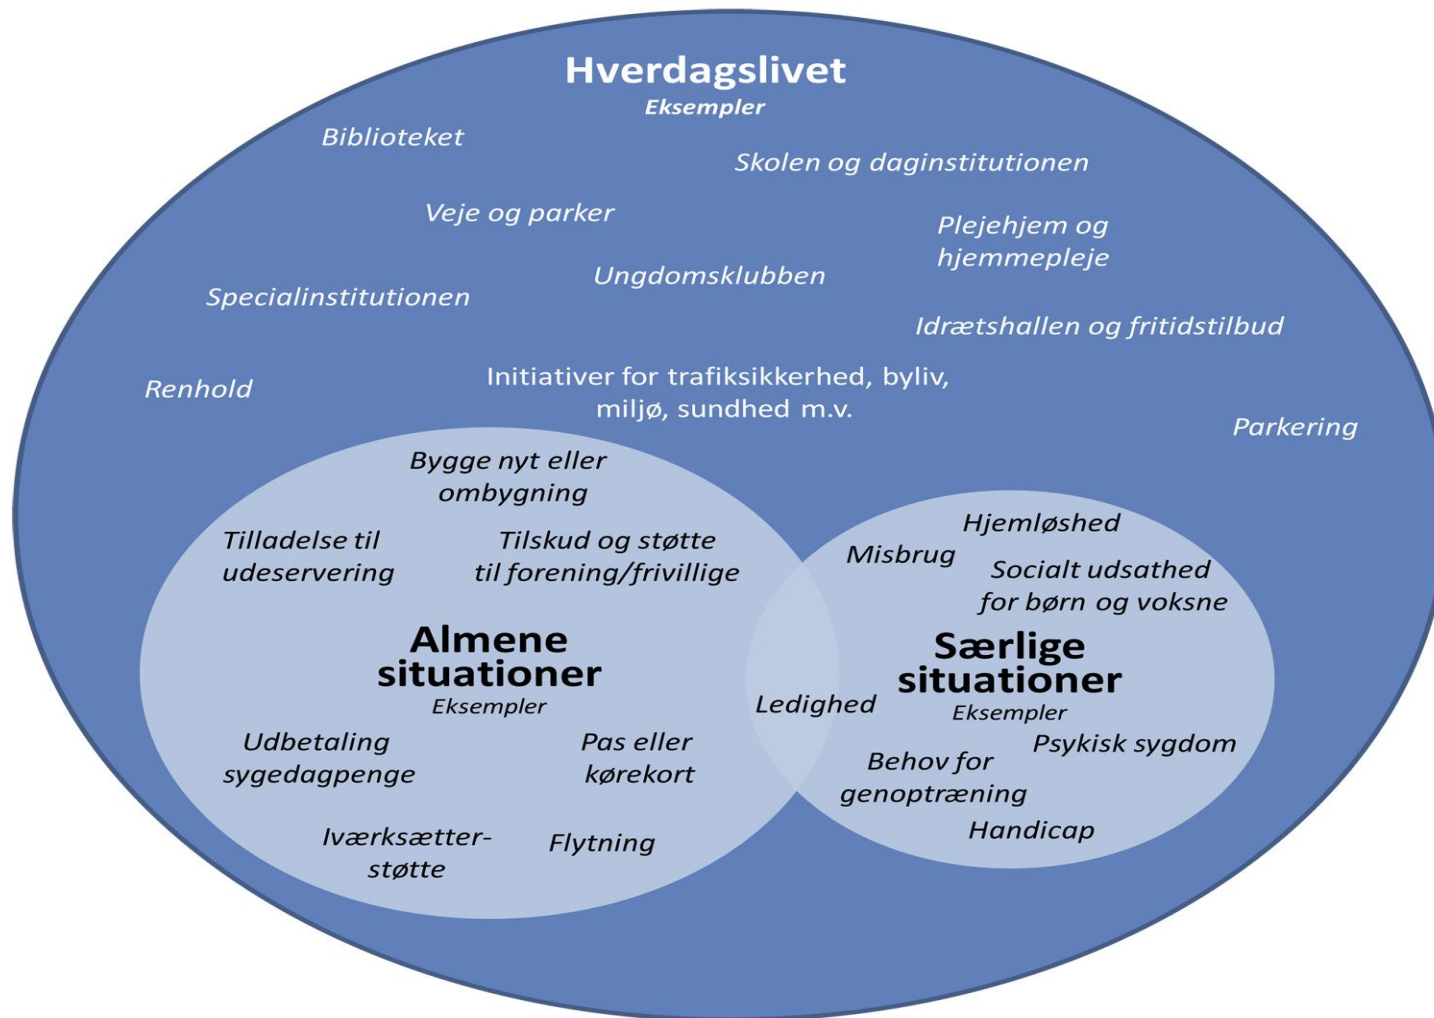 Hverdagslivet
Eksempler
Biblioteket
Skolen og daginstitutionen
Veje og parker
Plejehjem og
hjemmepleje
Ungdomsklubben
Specialinstitutionen
Idrætshallen og fritidstilbud
Renhold
Initiativer for trafiksikkerhed, byliv,
miljø, sundhed m.v.
Parkering
Bygge nyt eller
ombygning
Tilladelse til
udeservering
Tilskud og støtte
til forening/frivillige
Almene
situationer
Eksempler
Udbetaling
sygedagpenge
Pas eller
kørekort
Iværksætter-
støtte
Flytning
Ledighed
Hjemløshed
Misbrug
Socialt udsathed
for børn og voksne
Særlige
situationer
Eksempler
Psykisk sygdom
Behov for
genoptræning
Handicap